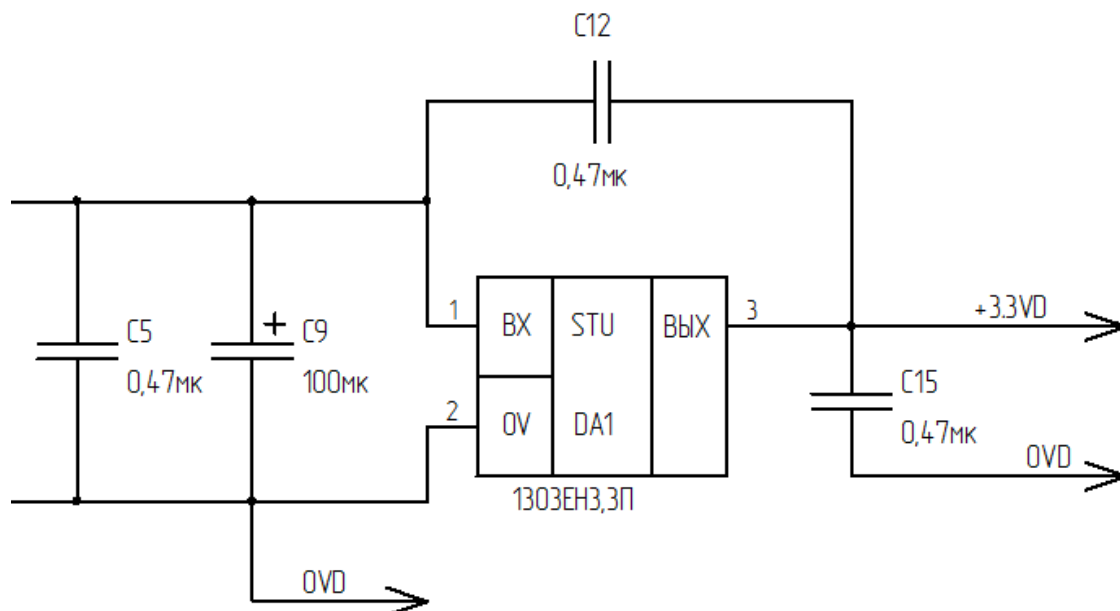 C12
0,47мк
+
C5
0,47мк
C9
100мк
1
ВХ
STU
ВЫХ
3
+3.3VD
2
0V
DA1
C15
0,47мк
0VD
1303ЕН3,3П
0VD